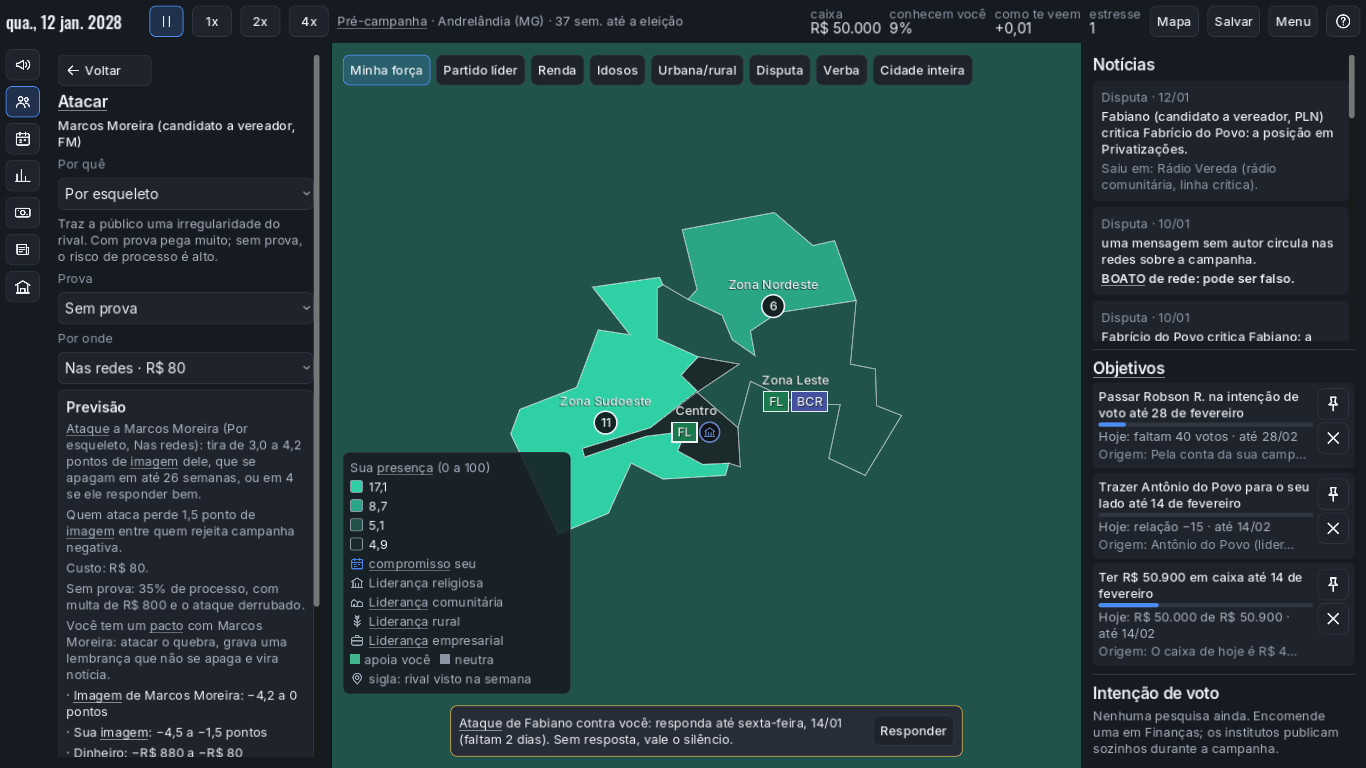 qua., 12 jan. 2028
1x
2x
4x
Pré-campanha · Andrelândia (MG) · 37 sem. até a eleição
caixa
R$ 50.000
conhecem você
9%
como te veem
+0,01
estresse
1
Mapa
Salvar
Menu
Voltar
Atacar
Marcos Moreira (candidato a vereador,
FM)
Por quê
Por esqueleto
Traz a público uma irregularidade do
rival. Com prova pega muito; sem prova,
o risco de processo é alto.
Prova
Sem prova
Por onde
Nas redes · R$ 80
Previsão
Ataque a Marcos Moreira (Por
esqueleto, Nas redes): tira de 3,0 a 4,2
pontos de imagem dele, que se
apagam em até 26 semanas, ou em 4
se ele responder bem.
Quem ataca perde 1,5 ponto de
imagem entre quem rejeita campanha
negativa.
Custo: R$ 80.
Sem prova: 35% de processo, com
multa de R$ 800 e o ataque derrubado.
Você tem um pacto com Marcos
Moreira: atacar o quebra, grava uma
lembrança que não se apaga e vira
notícia.
· Imagem de Marcos Moreira: −4,2 a 0
pontos
· Sua imagem: −4,5 a −1,5 pontos
· Dinheiro: −R$ 880 a −R$ 80
Minha força
Partido líder
Renda
Idosos
Urbana/rural
Disputa
Verba
Cidade inteira
Zona Nordeste
6
Zona Leste
FL
BCR
Zona Sudoeste
11
Centro
FL
Sua presença (0 a 100)
17,1
8,7
5,1
4,9
compromisso seu
Liderança religiosa
Liderança comunitária
Liderança rural
Liderança empresarial
apoia você
neutra
sigla: rival visto na semana
Ataque de Fabiano contra você: responda até sexta-feira, 14/01
(faltam 2 dias). Sem resposta, vale o silêncio.
Responder
Notícias
Disputa · 12/01
Fabiano (candidato a vereador, PLN)
critica Fabrício do Povo: a posição em
Privatizações.
Saiu em: Rádio Vereda (rádio
comunitária, linha crítica).
Disputa · 10/01
uma mensagem sem autor circula nas
redes sobre a campanha.
BOATO de rede: pode ser falso.
Disputa · 10/01
Fabrício do Povo critica Fabiano: a
Objetivos
Passar Robson R. na intenção de
voto até 28 de fevereiro
Hoje: faltam 40 votos · até 28/02
Origem: Pela conta da sua camp...
Trazer Antônio do Povo para o seu
lado até 14 de fevereiro
Hoje: relação −15 · até 14/02
Origem: Antônio do Povo (lider...
Ter R$ 50.900 em caixa até 14 de
fevereiro
Hoje: R$ 50.000 de R$ 50.900 ·
até 14/02
Origem: O caixa de hoje é R$ 4...
Intenção de voto
Nenhuma pesquisa ainda. Encomende
uma em Finanças; os institutos publicam
sozinhos durante a campanha.